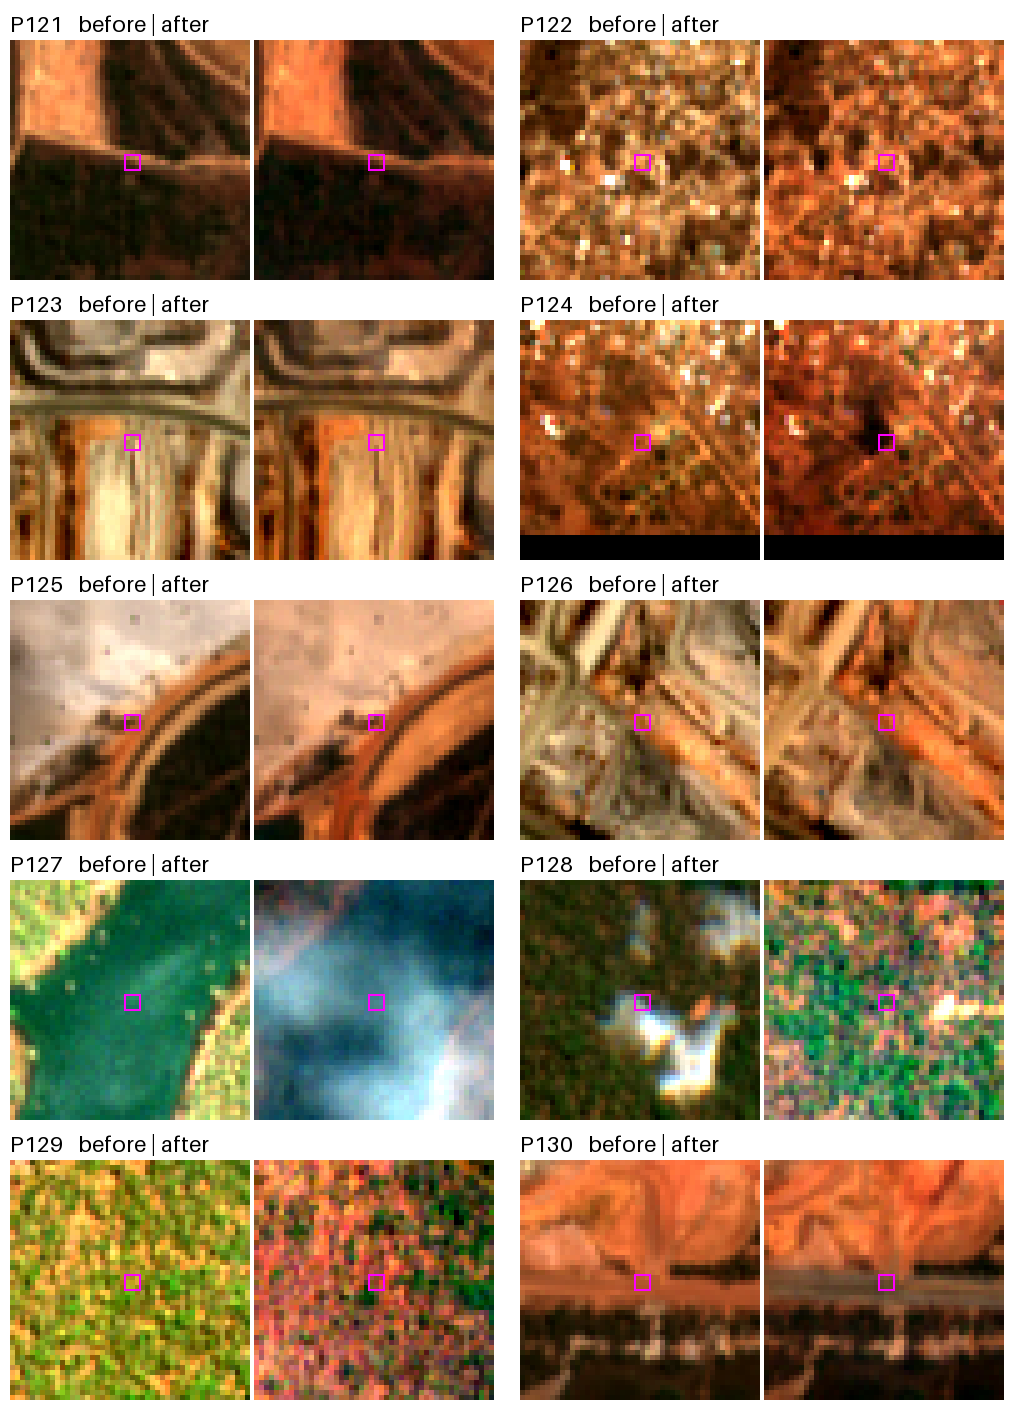 P121 before | after
P122 before | after
P123 before | after
P124 before | after
P125 before | after
P126 before | after
P127 before | after
P128 before | after
P129 before | after
P130 before | after